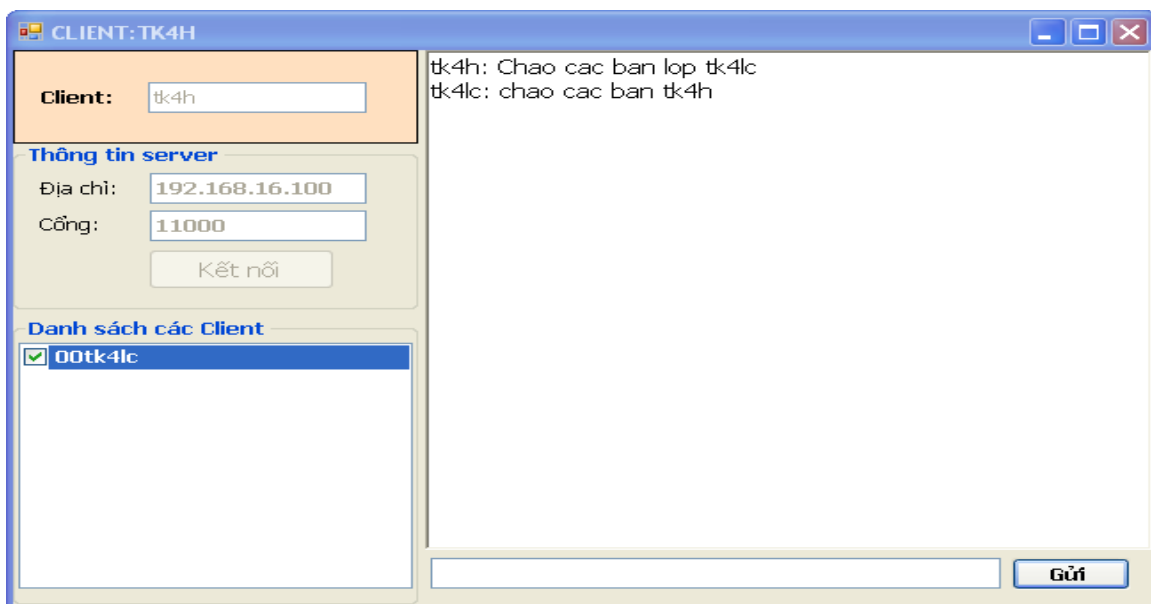 CLIENT:TK4H
Client: tk4h
Thông tin server
Địa chỉ: 192.168.16.100
Cổng: 11000
Kết nối
Danh sách các Client
00tk4lc
tk4h: Chao cac ban lop tk4lc
tk4lc: chao cac ban tk4h
Gửi